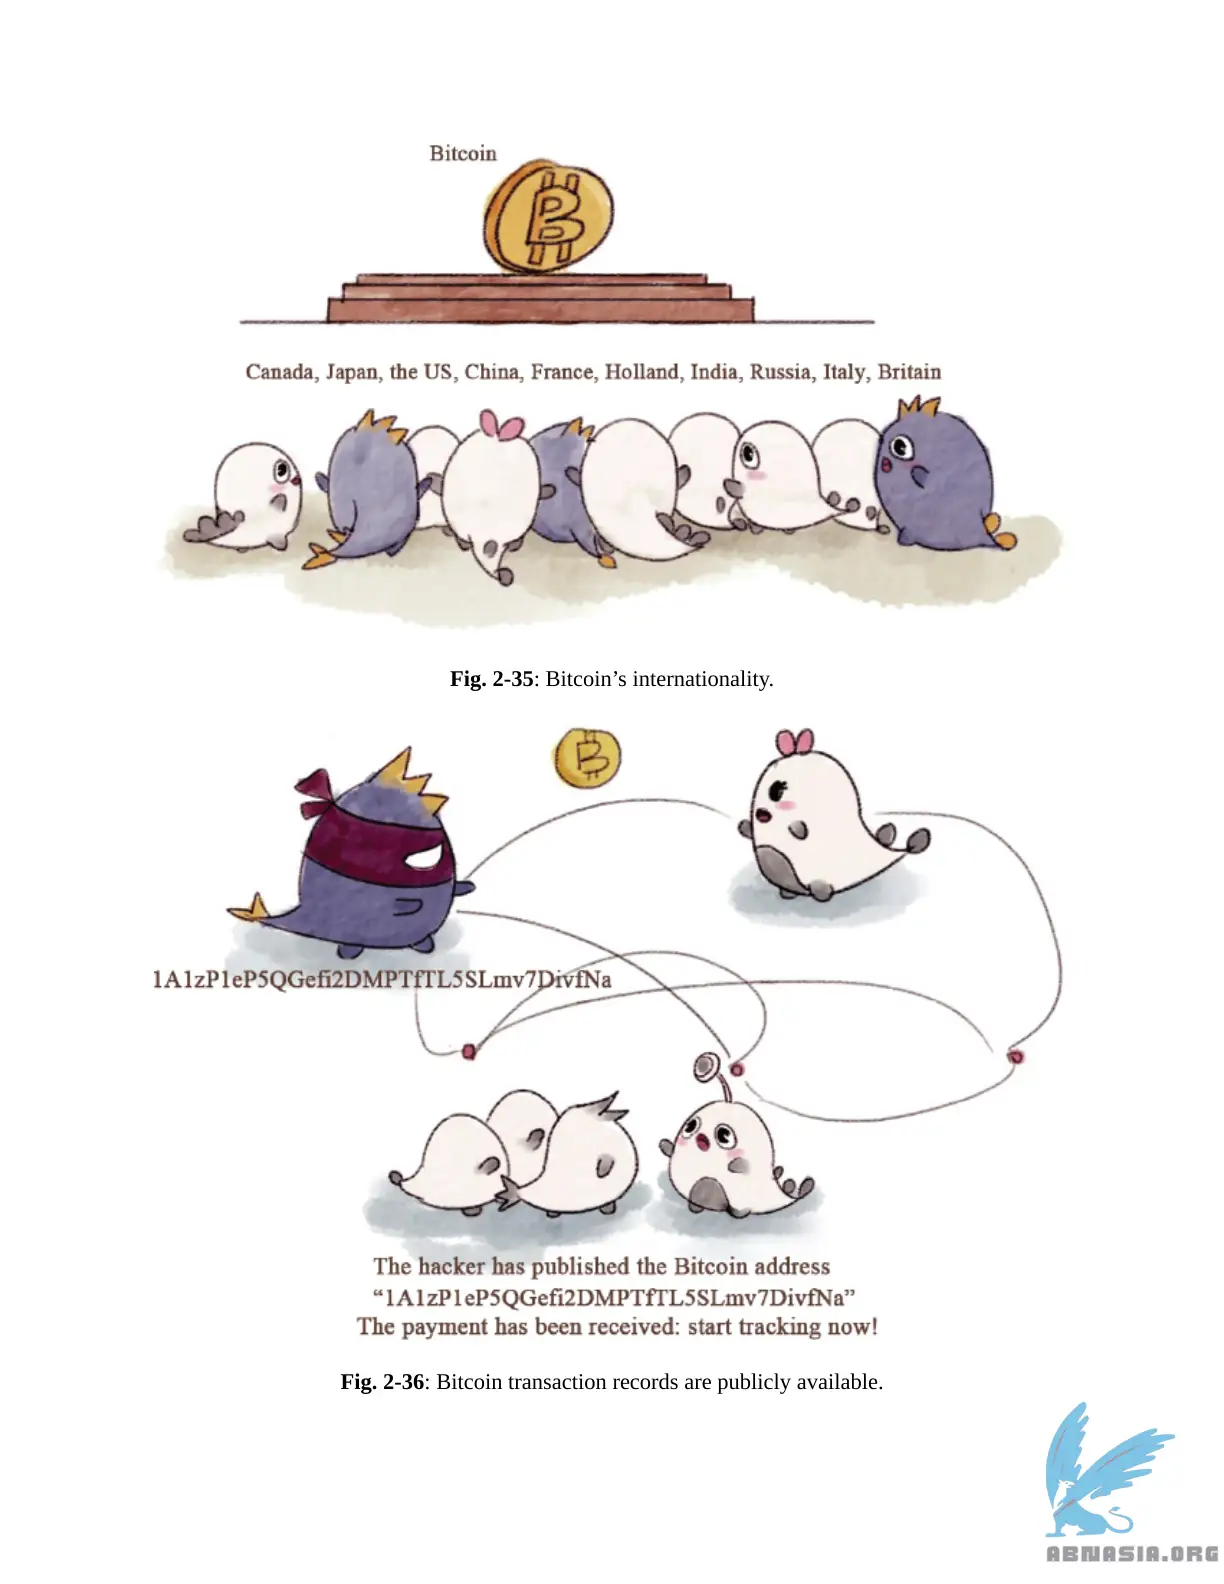 Bitcoin
Canada, Japan, the US, China, France, Holland, India, Russia, Italy, Britain
Fig. 2-35: Bitcoin’s internationality.
1A1zP1eP5QGefi2DMPTfTL5SLmv7DivfNa
The hacker has published the Bitcoin address
“1A1zP1eP5QGefi2DMPTfTL5SLmv7DivfNa”
The payment has been received: start tracking now!
Fig. 2-36: Bitcoin transaction records are publicly available.
ABNASIA.ORG